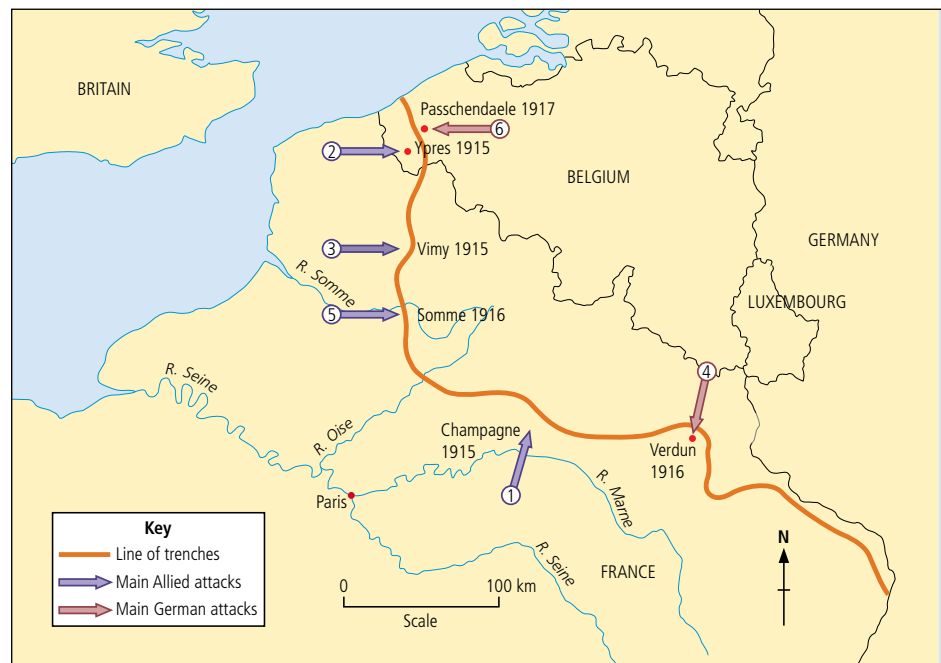 BRITAIN
Passchendaele 1917
6
2
Ypres 1915
BELGIUM
3
Vimy 1915
GERMANY
R. Somme
LUXEMBOURG
5
Somme 1916
R. Seine
4
R. Oise
Champagne
1915
Verdun
1916
Paris
1
R. Marne
Key
Line of trenches
Main Allied attacks
Main German attacks
0
100 km
Scale
R. Seine
FRANCE
N